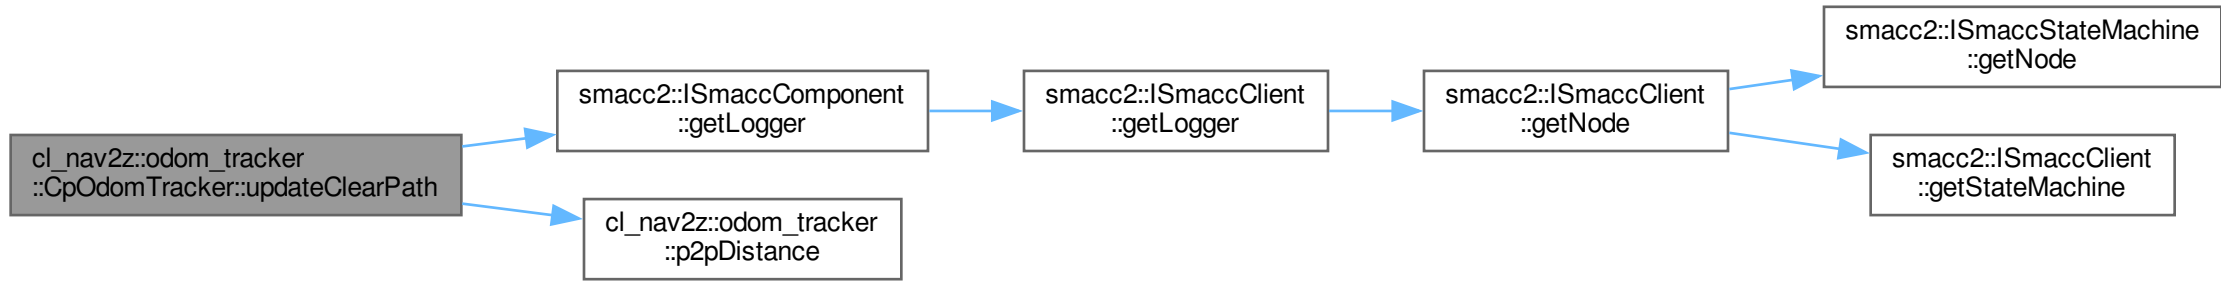 cl_nav2z::odom_tracker
::CpOdomTracker::updateClearPath
smacc2::ISmaccComponent
::getLogger
smacc2::ISmaccClient
::getLogger
smacc2::ISmaccClient
::getNode
smacc2::ISmaccStateMachine
::getNode
smacc2::ISmaccClient
::getStateMachine
cl_nav2z::odom_tracker
::p2pDistance